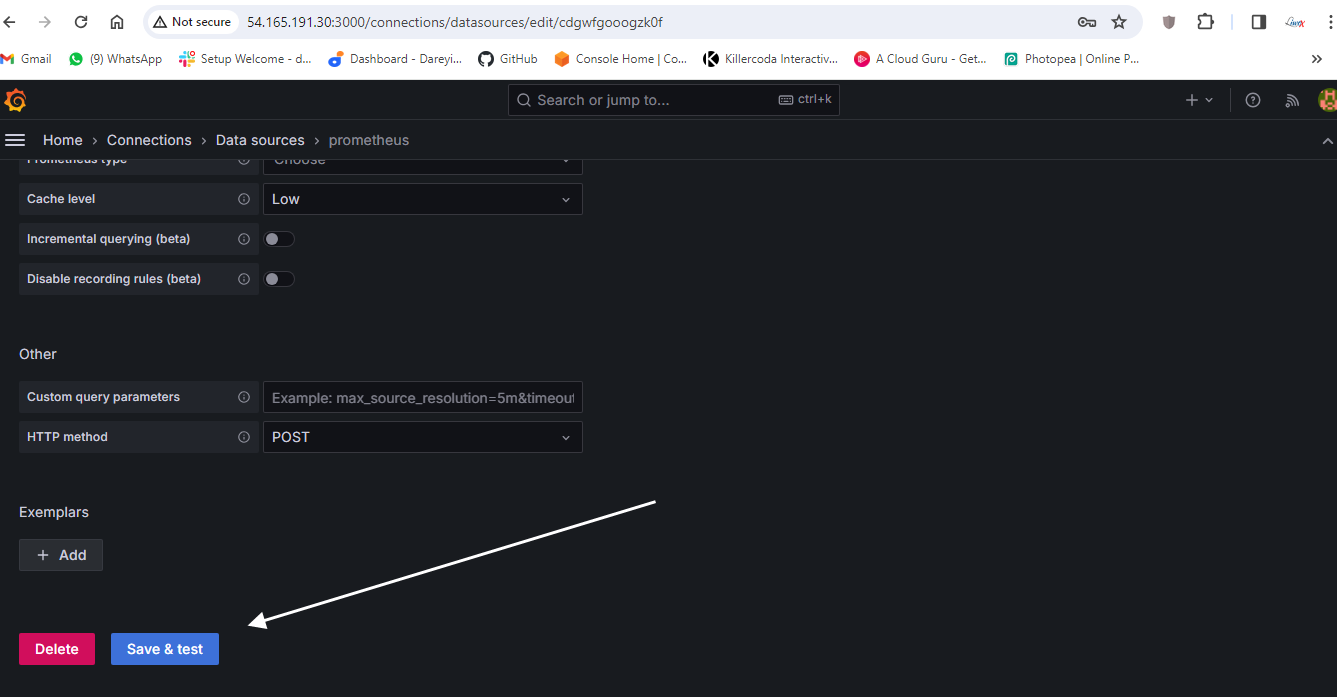 Not secure 54.165.191.30:3000/connections/datasources/edit/cdgwfgooogzk0f
Gmail (9) WhatsApp Setup Welcome - d... Dashboard - Dareyi... GitHub Console Home | Co... Killercoda Interactiv... A Cloud Guru - Get... Photopea | Online P...
Search or jump to... ctrl+k
Home › Connections › Data sources › prometheus
Prometheus type Choose
Cache level Low
Incremental querying (beta)
Disable recording rules (beta)
Other
Custom query parameters Example: max_source_resolution=5m&timeout
HTTP method POST
Exemplars
+ Add
Delete Save & test